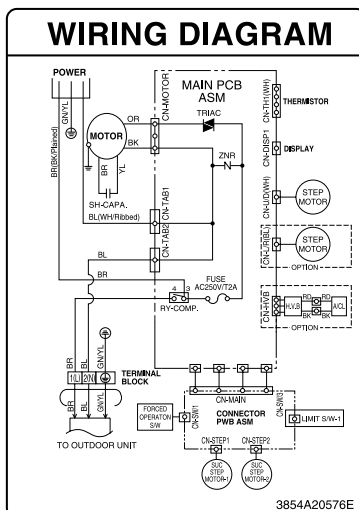 WIRING DIAGRAM
POWER
GN/YL
BR(BK/Plained)
MOTOR
OR
BK
BR
YL
SH-CAPA.
BL(WH/Ribbed)
CN-MOTOR
MAIN PCB
ASM
TRIAC
ZNR
CN-TAB1
CN-TAB2
BL
BR
4 3
RY-COMP.
FUSE
AC250V/T2A
CN-TH1(WH)
THERMISTOR
CN-DISP1
DISPLAY
CN-U/D(WH)
STEP
MOTOR
CN-L/R(BL)
STEP
MOTOR
OPTION
CN-HVB
H.V.B
RD
RD
BK
BK
A/CL
OPTION
BR
BL
GN/YL
1(L)
2(N)
TERMINAL
BLOCK
BR
BL
GN/YL
TO OUTDOOR UNIT
CN-MAIN
FORCED
OPERATON
S/W
CN-SW1
CONNECTOR
PWB ASM
CN-SW3
LIMIT S/W-1
CN-STEP1
CN-STEP2
SUC
STEP
MOTOR-1
SUC
STEP
MOTOR-2
3854A20576E